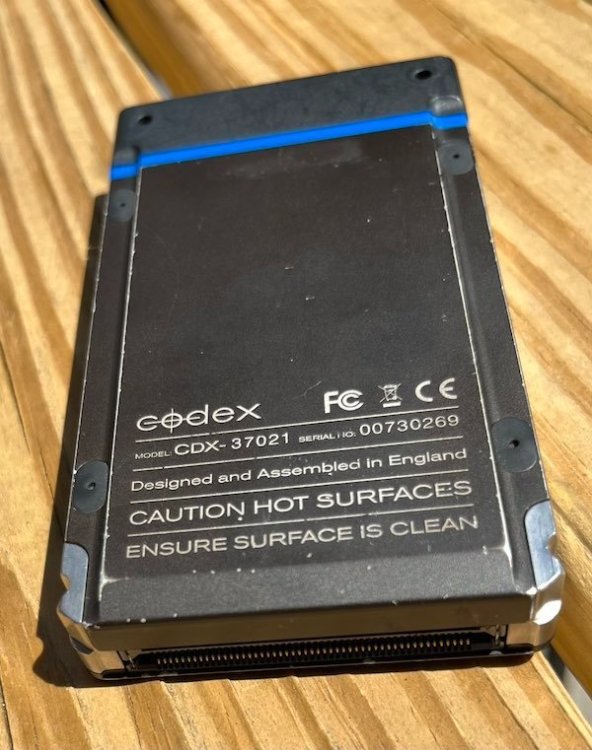 codex FC CE
MODEL: CDX-37021 SERIAL NO: 00730269
Designed and Assembled in England
CAUTION HOT SURFACES
ENSURE SURFACE IS CLEAN